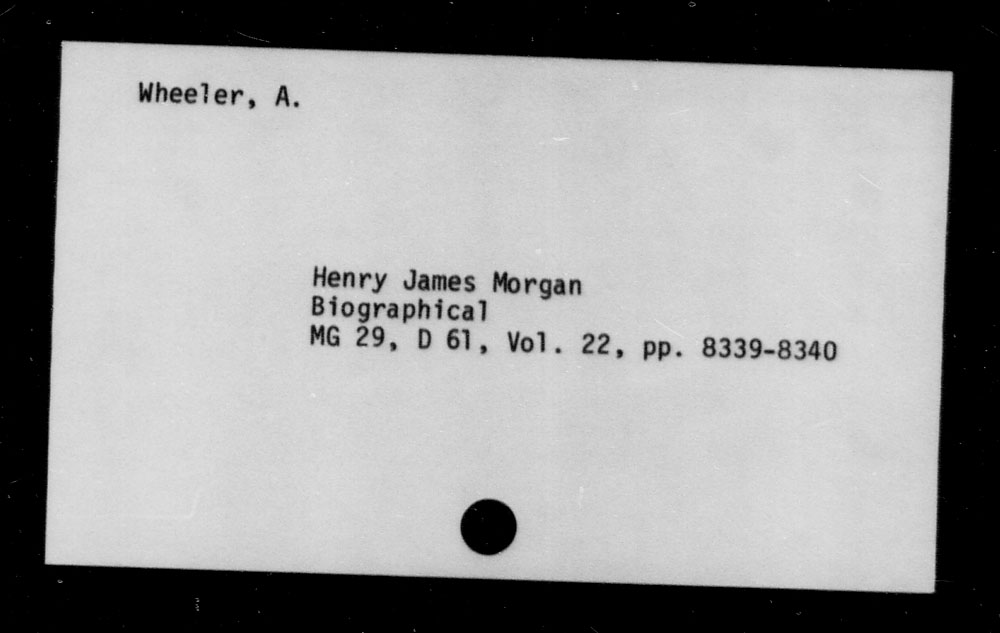 Wheeler, A.
Henry James Morgan
Biographical
MG 29, D 61, Vol. 22, pp. 8339-8340